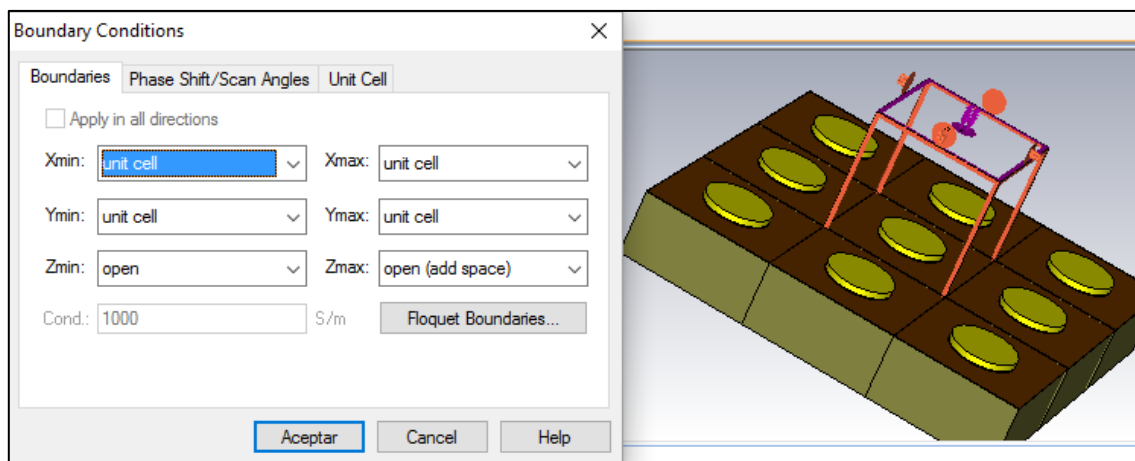 Boundary Conditions
Boundaries Phase Shift/Scan Angles Unit Cell
Apply in all directions
Xmin: unit cell Xmax: unit cell
Ymin: unit cell Ymax: unit cell
Zmin: open Zmax: open (add space)
Cond.: 1000 S/m Floquet Boundaries...
Aceptar Cancel Help